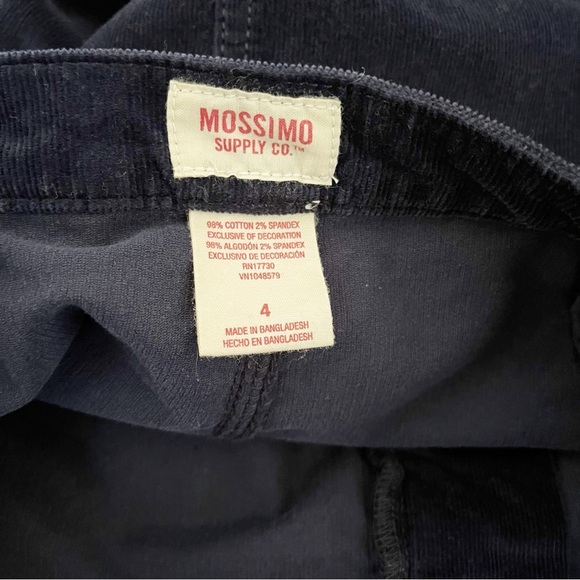 MOSSIMO
SUPPLY CO.™
98% COTTON 2% SPANDEX
EXCLUSIVE OF DECORATION
98% ALGODÓN 2% SPANDEX
EXCLUSIVO DE DECORACIÓN
RN17730
VN1048579
4
MADE IN BANGLADESH
HECHO EN BANGLADESH